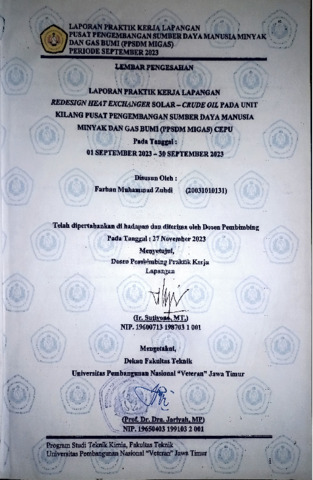 LAPORAN PRAKTIK KERJA LAPANGAN
PUSAT PENGEMBANGAN SUMBER DAYA MANUSIA MINYAK
DAN GAS BUMI (PPSDM MIGAS)
PERIODE SEPTEMBER 2023
LEMBAR PENGESAHAN
LAPORAN PRAKTIK KERJA LAPANGAN
REDESIGN HEAT EXCHANGER SOLAR – CRUDE OIL PADA UNIT
KILANG PUSAT PENGEMBANGAN SUMBER DAYA MANUSIA
MINYAK DAN GAS BUMI (PPSDM MIGAS) CEPU
Pada Tanggal :
01 SEPTEMBER 2023 – 30 SEPTEMBER 2023
Disusun Oleh :
Farhan Muhammad Zuhdi (20031010131)
Telah dipertahankan di hadapan dan diterima oleh Dosen Pembimbing
Pada Tanggal : 27 November 2023
Menyetujui,
Dosen Pembimbing Praktik Kerja
Lapangan
(Ir. Sutiyono, MT.)
NIP. 19600713 198703 1 001
Mengetahui,
Dekan Fakultas Teknik
Universitas Pembangunan Nasional "Veteran" Jawa Timur
(Prof. Dr. Dra. Jariyah, MP)
NIP. 19650403 199103 2 001
Program Studi Teknik Kimia, Fakultas Teknik
Universitas Pembangunan Nasional "Veteran" Jawa Timur